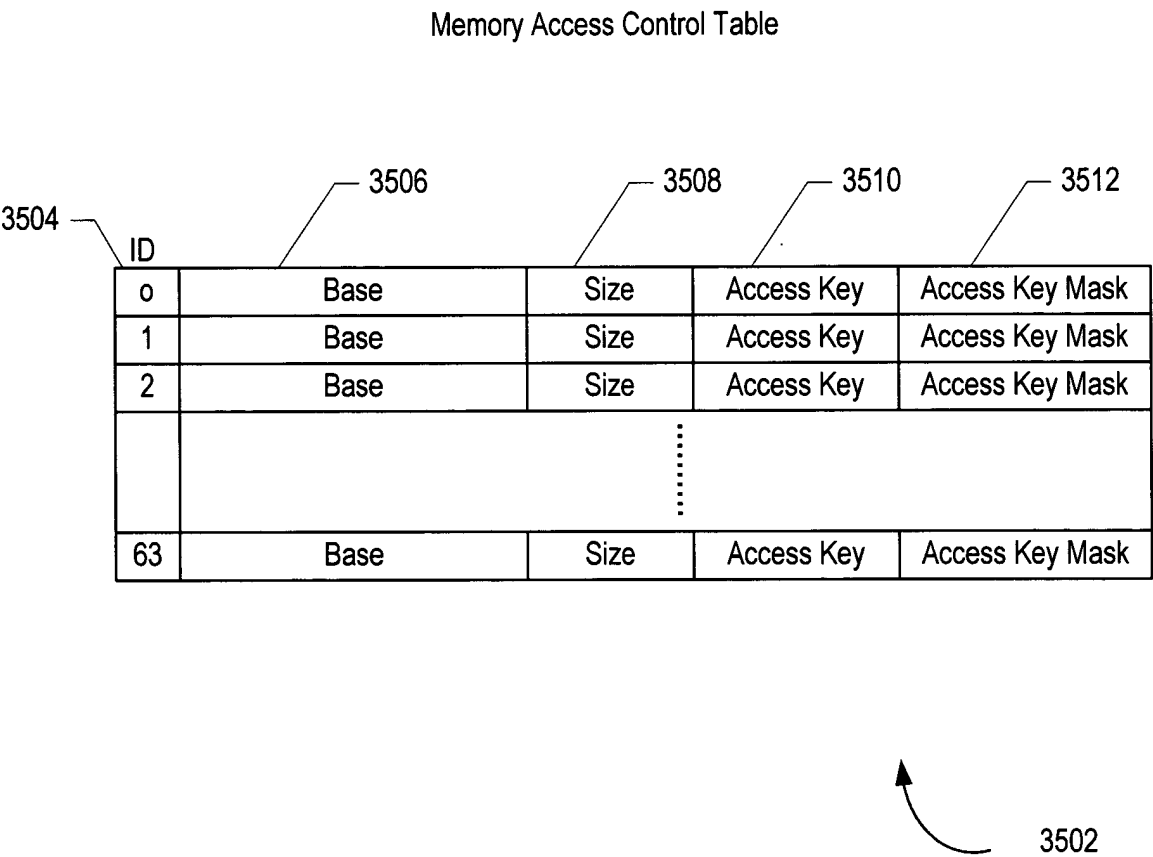 Memory Access Control Table
3506 3508 3510 3512
3504
ID
o Base Size Access Key Access Key Mask
1 Base Size Access Key Access Key Mask
2 Base Size Access Key Access Key Mask
63 Base Size Access Key Access Key Mask
3502